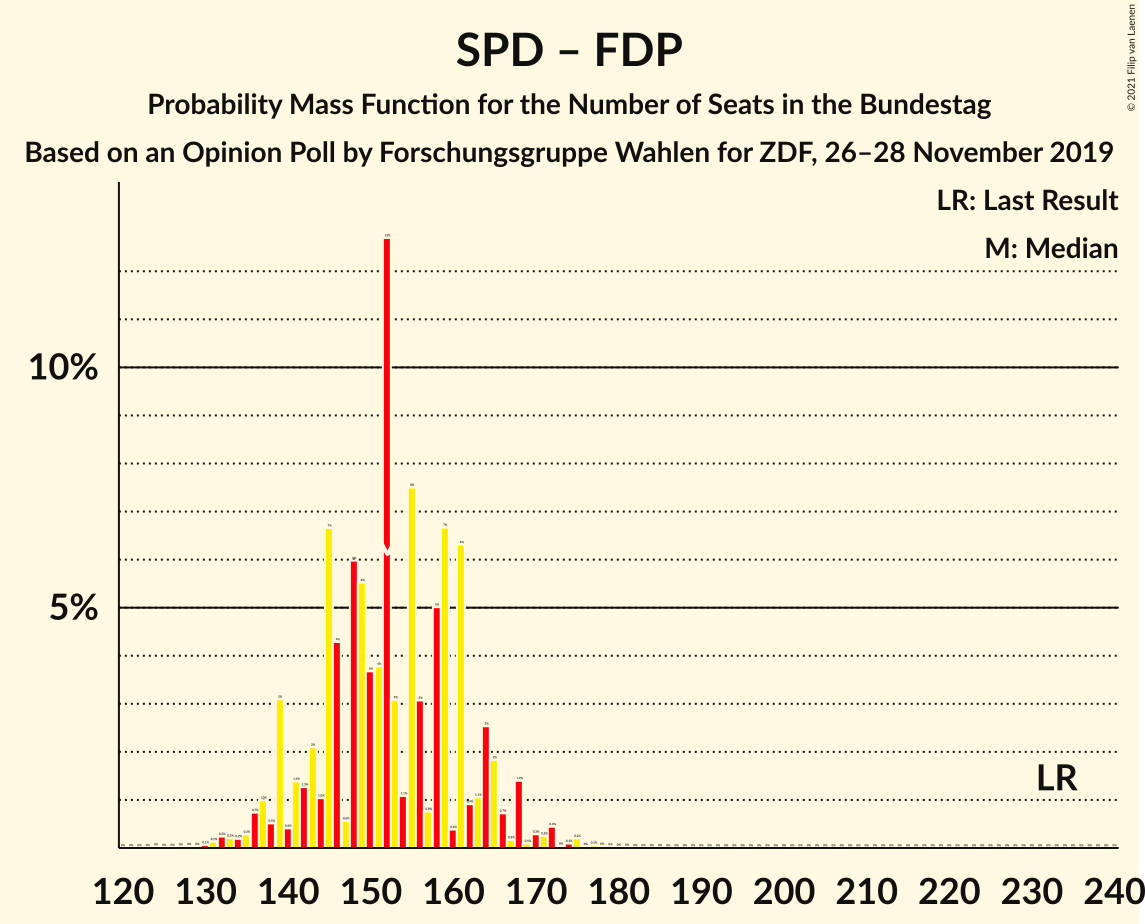 SPD – FDP
Probability Mass Function for the Number of Seats in the Bundestag
Based on an Opinion Poll by Forschungsgruppe Wahlen for ZDF, 26–28 November 2019
© 2021 Filip van Laenen
LR: Last Result
M: Median
10%
5%
LR
120 130 140 150 160 170 180 190 200 210 220 230 240